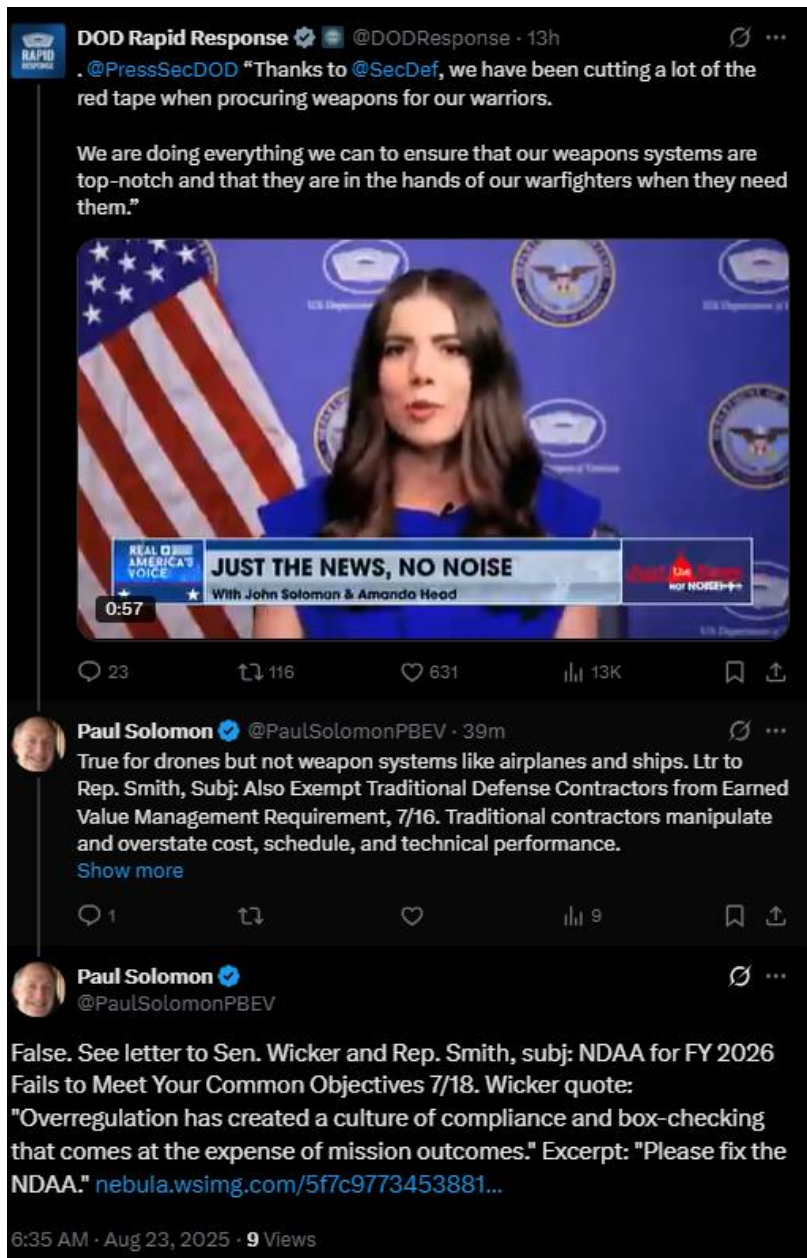 DOD Rapid Response @DODResponse · 13h
RAPID
RESPONSE
. @PressSecDOD “Thanks to @SecDef, we have been cutting a lot of the
red tape when procuring weapons for our warriors.
We are doing everything we can to ensure that our weapons systems are
top-notch and that they are in the hands of our warfighters when they need
them.”
REAL
AMERICA'S
VOICE
JUST THE NEWS, NO NOISE
With John Solomon & Amanda Head
Just the News
NOT NOISE
0:57
23 116 631 13K
Paul Solomon @PaulSolomonPBEV · 39m
True for drones but not weapon systems like airplanes and ships. Ltr to
Rep. Smith, Subj: Also Exempt Traditional Defense Contractors from Earned
Value Management Requirement, 7/16. Traditional contractors manipulate
and overstate cost, schedule, and technical performance.
Show more
1 9
Paul Solomon
@PaulSolomonPBEV
False. See letter to Sen. Wicker and Rep. Smith, subj: NDAA for FY 2026
Fails to Meet Your Common Objectives 7/18. Wicker quote:
"Overregulation has created a culture of compliance and box-checking
that comes at the expense of mission outcomes." Excerpt: "Please fix the
NDAA." nebula.wsimg.com/5f7c9773453881...
6:35 AM · Aug 23, 2025 · 9 Views